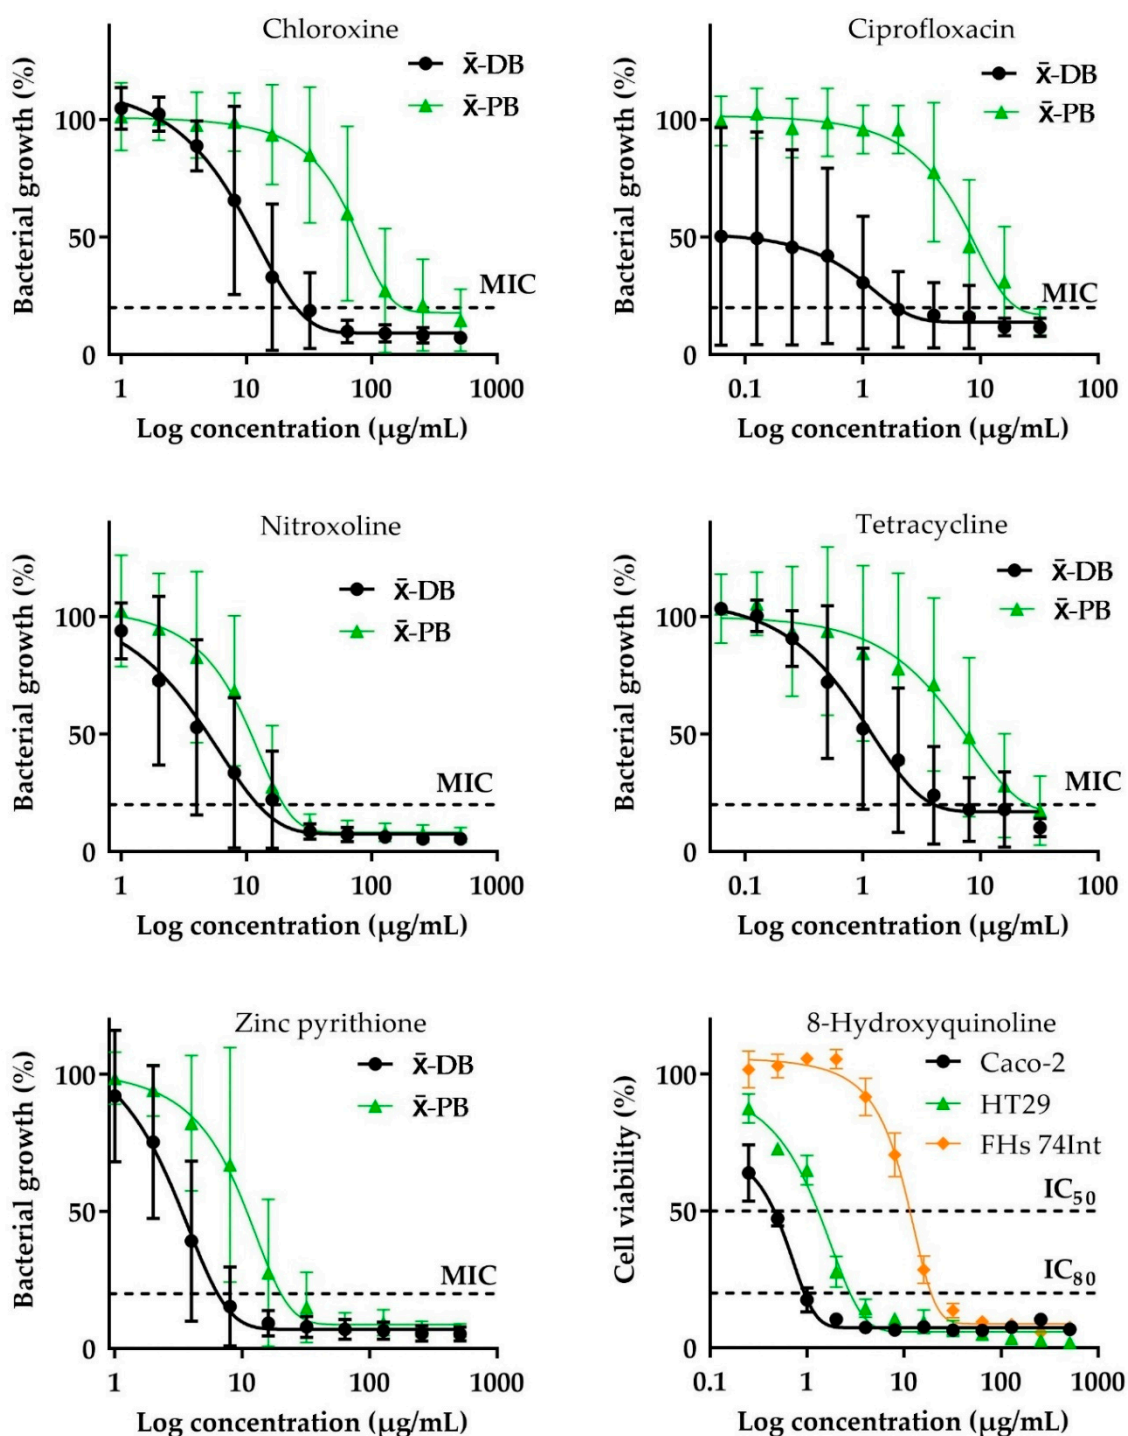 Chloroxine
x̄-DB
x̄-PB
Bacterial growth (%)
100
50
0
MIC
1 10 100 1000
Log concentration (µg/mL)
Ciprofloxacin
x̄-DB
x̄-PB
Bacterial growth (%)
100
50
0
MIC
0.1 1 10 100
Log concentration (µg/mL)
Nitroxoline
x̄-DB
x̄-PB
Bacterial growth (%)
100
50
0
MIC
1 10 100 1000
Log concentration (µg/mL)
Tetracycline
x̄-DB
x̄-PB
Bacterial growth (%)
100
50
0
MIC
0.1 1 10 100
Log concentration (µg/mL)
Zinc pyrithione
x̄-DB
x̄-PB
Bacterial growth (%)
100
50
0
MIC
1 10 100 1000
Log concentration (µg/mL)
8-Hydroxyquinoline
Caco-2
HT29
FHs 74Int
Cell viability (%)
100
50
0
IC50
IC80
0.1 1 10 100 1000
Log concentration (µg/mL)